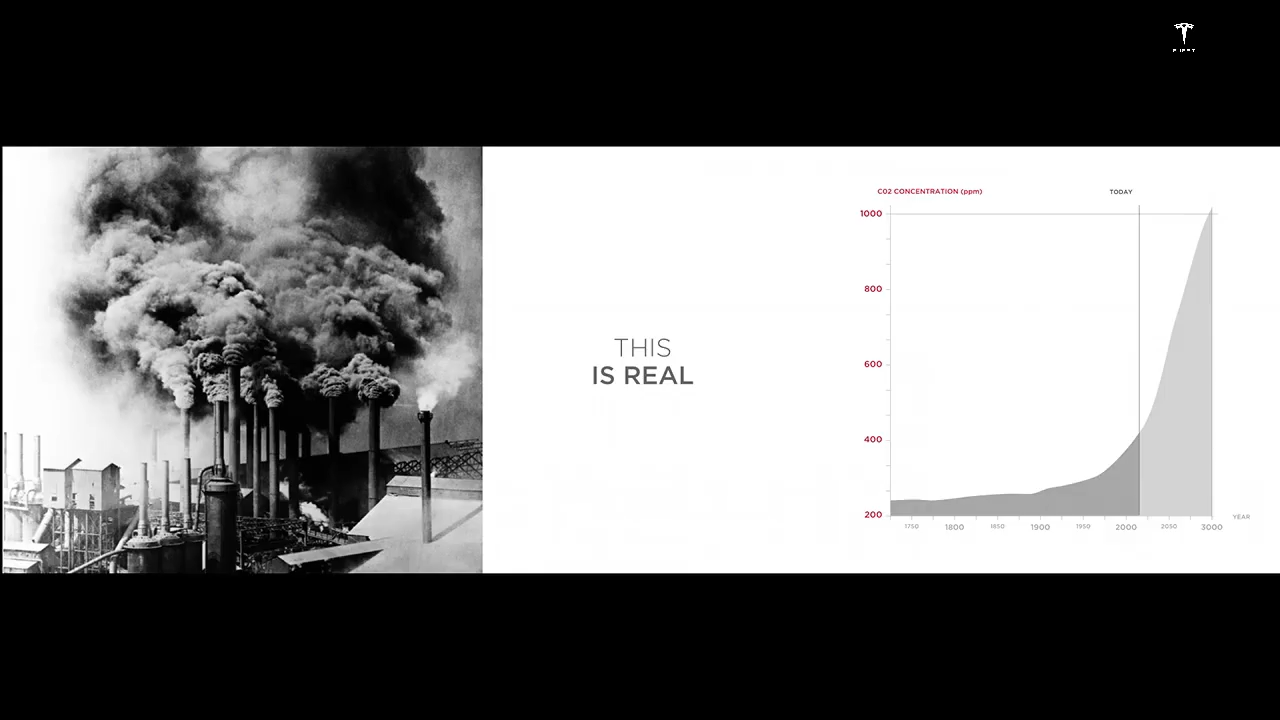 THIS
IS REAL
C02 CONCENTRATION (ppm)
TODAY
1000
800
600
400
200
1750 1800 1850 1900 1950 2000 2050 3000
YEAR